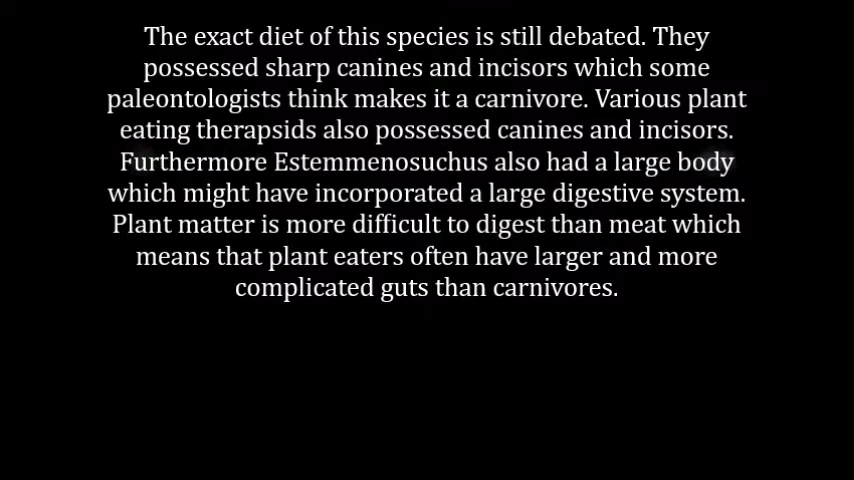 The exact diet of this species is still debated. They
possessed sharp canines and incisors which some
paleontologists think makes it a carnivore. Various plant
eating therapsids also possessed canines and incisors.
Furthermore Estemmenosuchus also had a large body
which might have incorporated a large digestive system.
Plant matter is more difficult to digest than meat which
means that plant eaters often have larger and more
complicated guts than carnivores.